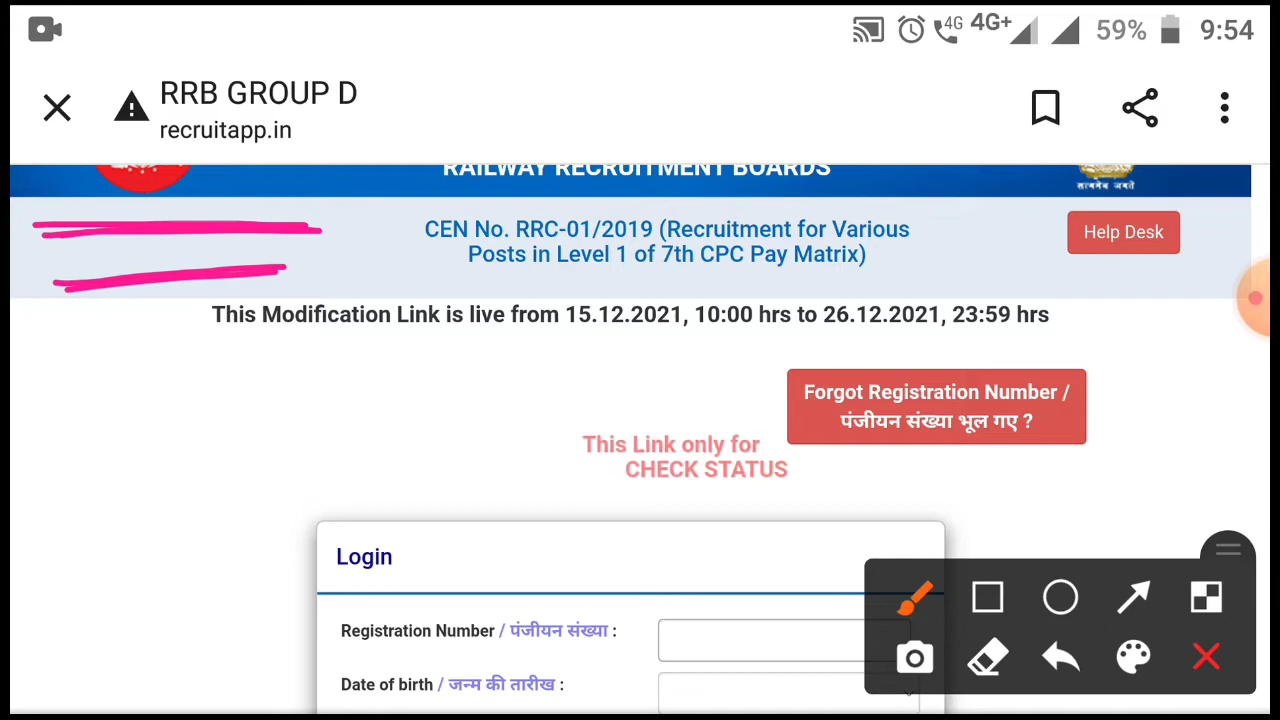 4G 4G+ 59% 9:54
RRB GROUP D
recruitapp.in
RAILWAY RECRUITMENT BOARDS
सत्यमेव जयते
CEN No. RRC-01/2019 (Recruitment for Various
Posts in Level 1 of 7th CPC Pay Matrix)
Help Desk
This Modification Link is live from 15.12.2021, 10:00 hrs to 26.12.2021, 23:59 hrs
Forgot Registration Number /
पंजीयन संख्या भूल गए ?
This Link only for
CHECK STATUS
Login
Registration Number / पंजीयन संख्या :
Date of birth / जन्म की तारीख :